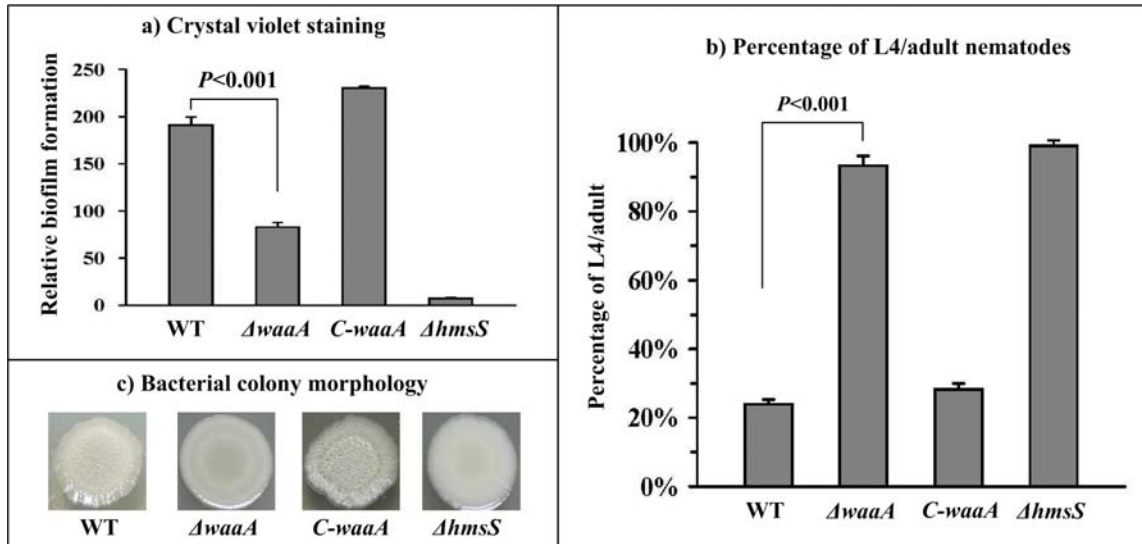 a) Crystal violet staining
Relative biofilm formation
250
200
150
100
50
0
P<0.001
WT ΔwaaA C-waaA ΔhmsS
b) Percentage of L4/adult nematodes
Percentage of L4/adult
100%
80%
60%
40%
20%
0%
P<0.001
WT ΔwaaA C-waaA ΔhmsS
c) Bacterial colony morphology
WT ΔwaaA C-waaA ΔhmsS